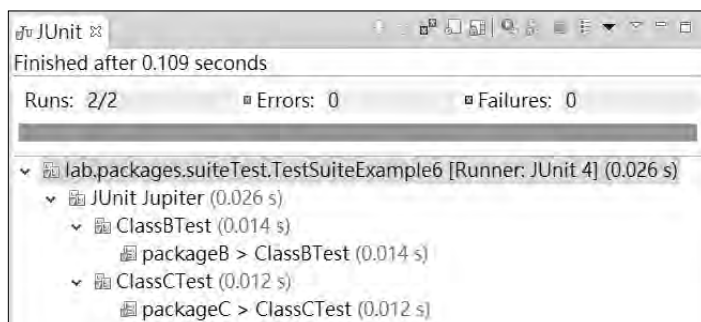 JUnit
Finished after 0.109 seconds
Runs: 2/2 Errors: 0 Failures: 0
lab.packages.suiteTest.TestSuiteExample6 [Runner: JUnit 4] (0.026 s)
JUnit Jupiter (0.026 s)
ClassBTest (0.014 s)
packageB > ClassBTest (0.014 s)
ClassCTest (0.012 s)
packageC > ClassCTest (0.012 s)